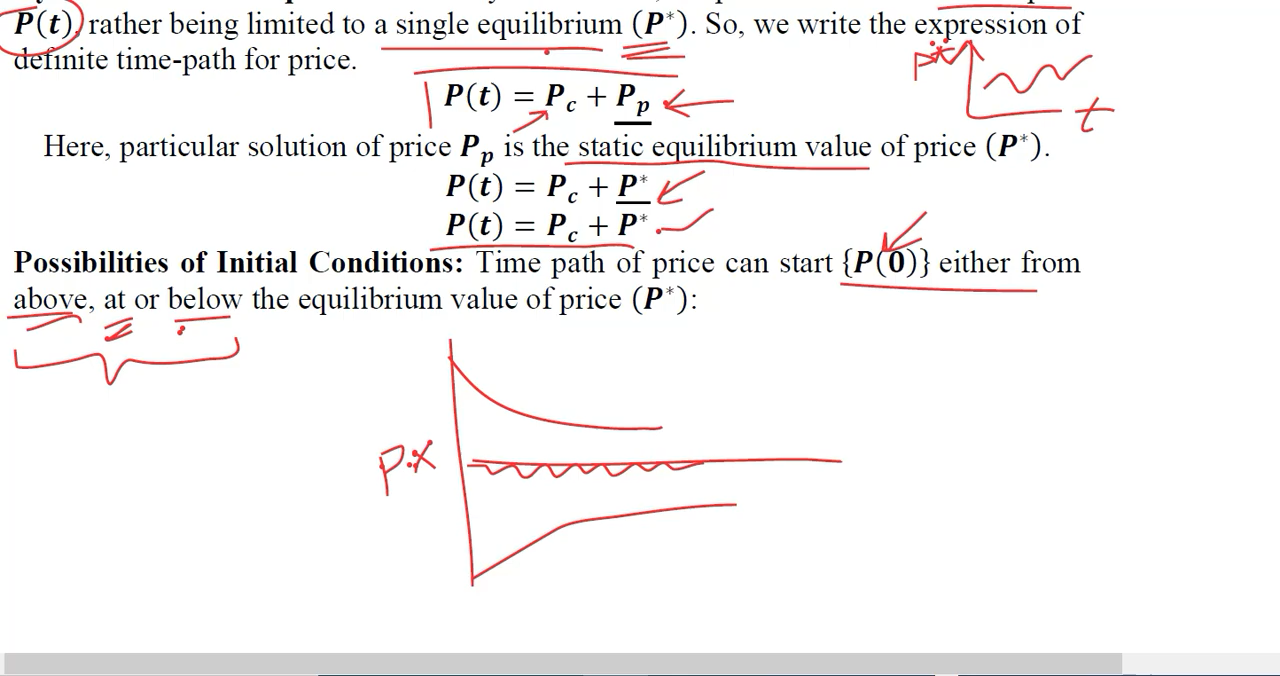 P(t), rather being limited to a single equilibrium (P*). So, we write the expression of
definite time-path for price.
P*
t
P(t) = P_c + P_p
Here, particular solution of price P_p is the static equilibrium value of price (P*).
P(t) = P_c + P*
P(t) = P_c + P*
Possibilities of Initial Conditions: Time path of price can start {P(0)} either from
above, at or below the equilibrium value of price (P*):
P*